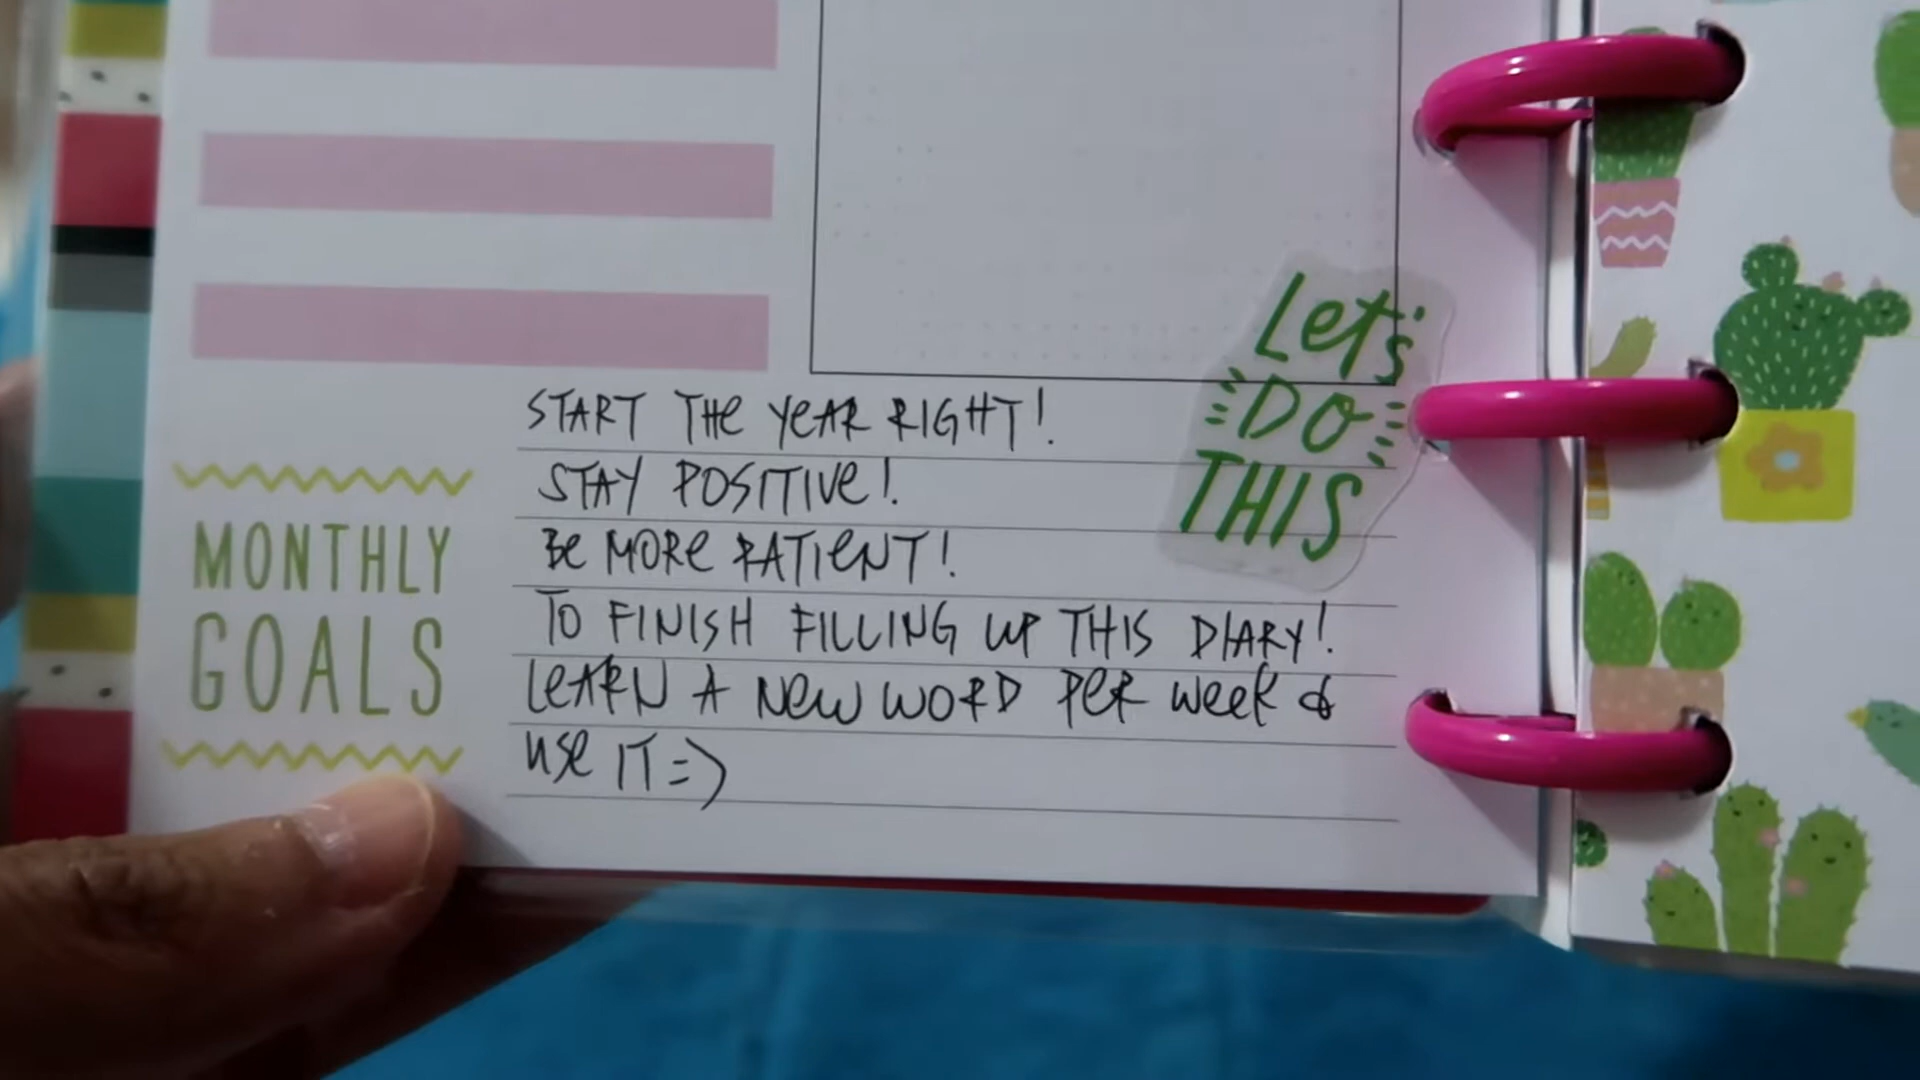 START THE YEAR RIGHT!
STAY POSITIVE!
BE MORE PATIENT!
TO FINISH FILLING UP THIS DIARY!
LEARN A NEW WORD PER WEEK &
USE IT =)
MONTHLY
GOALS
Let's
DO
THIS